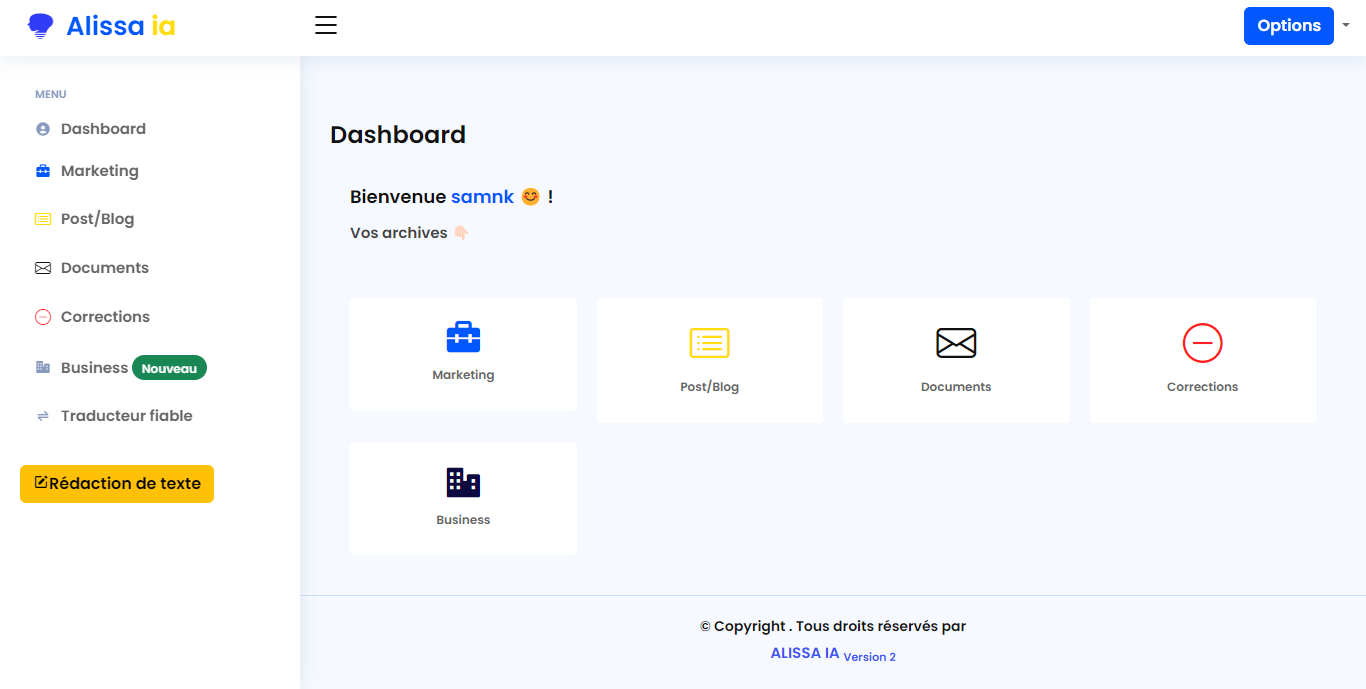 Alissa ia
Options
MENU
Dashboard
Marketing
Post/Blog
Documents
Corrections
Business Nouveau
Traducteur fiable
Rédaction de texte
Dashboard
Bienvenue samnk 😊 !
Vos archives 👇🏻
Marketing
Post/Blog
Documents
Corrections
Business
© Copyright . Tous droits réservés par
ALISSA IA Version 2